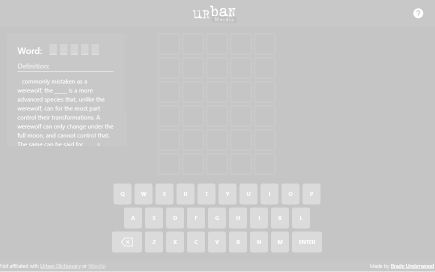 urban
Wordle
?
Word: _ _ _ _ _
Definition:
commonly mistaken as a
werewolf, the ____ is a more
advanced species that, unlike the
werewolf, can for the most part
control their transformations. A
werewolf can only change under the
full moon, and cannot control that.
The same can be said for
Q W E R T Y U I O P
A S D F G H J K L
Z X C V B N M ENTER
Not affiliated with Urban Dictionary or Wordle
Made by Brady Underwood